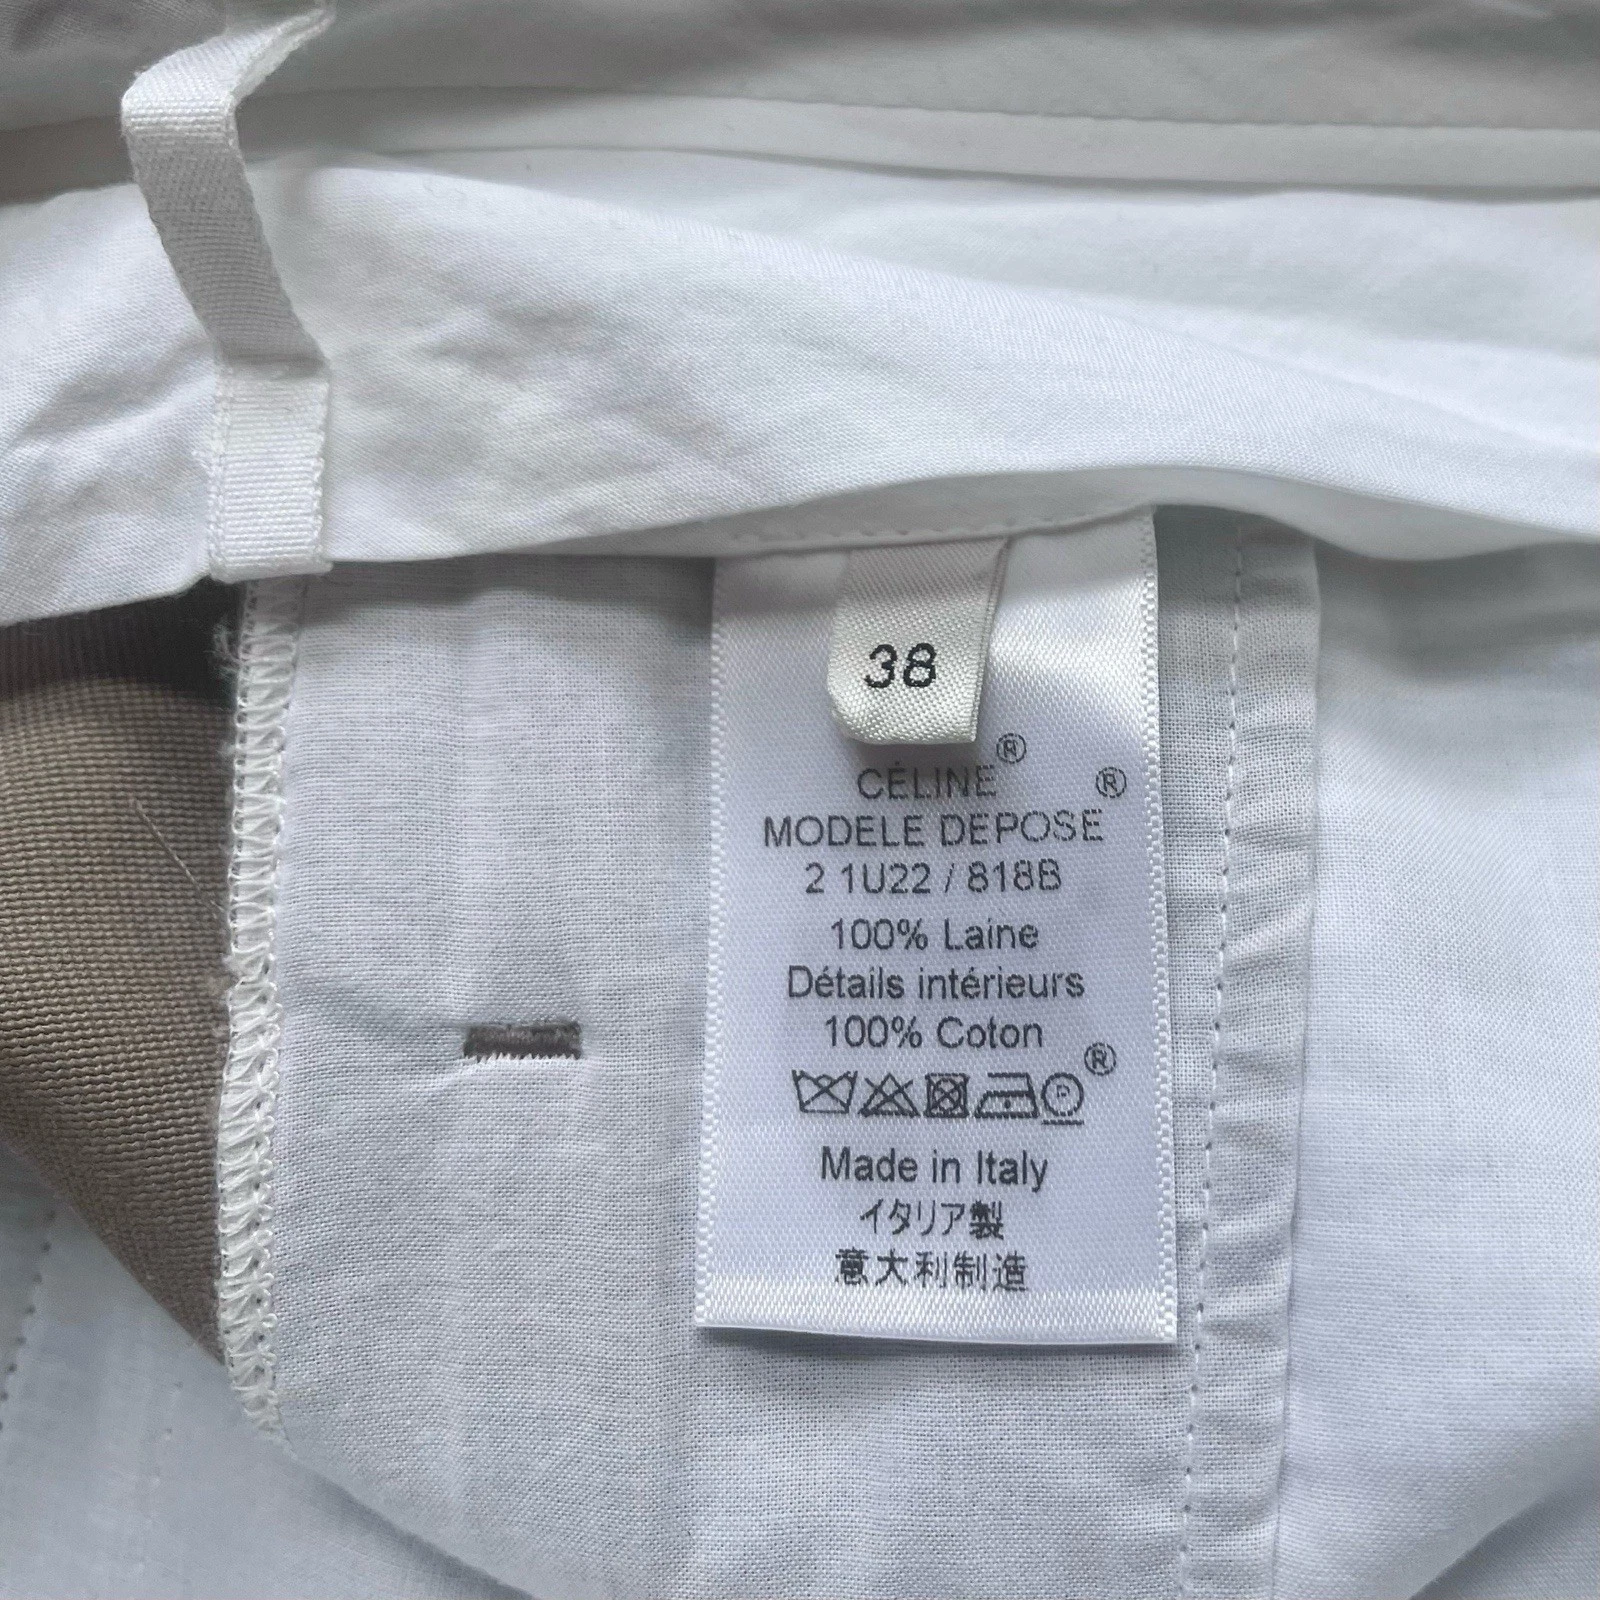 38
CÉLINE®
MODELE DEPOSE®
2 1U22 / 818B
100% Laine
Détails intérieurs
100% Coton
®
P
Made in Italy
イタリア製
意大利制造